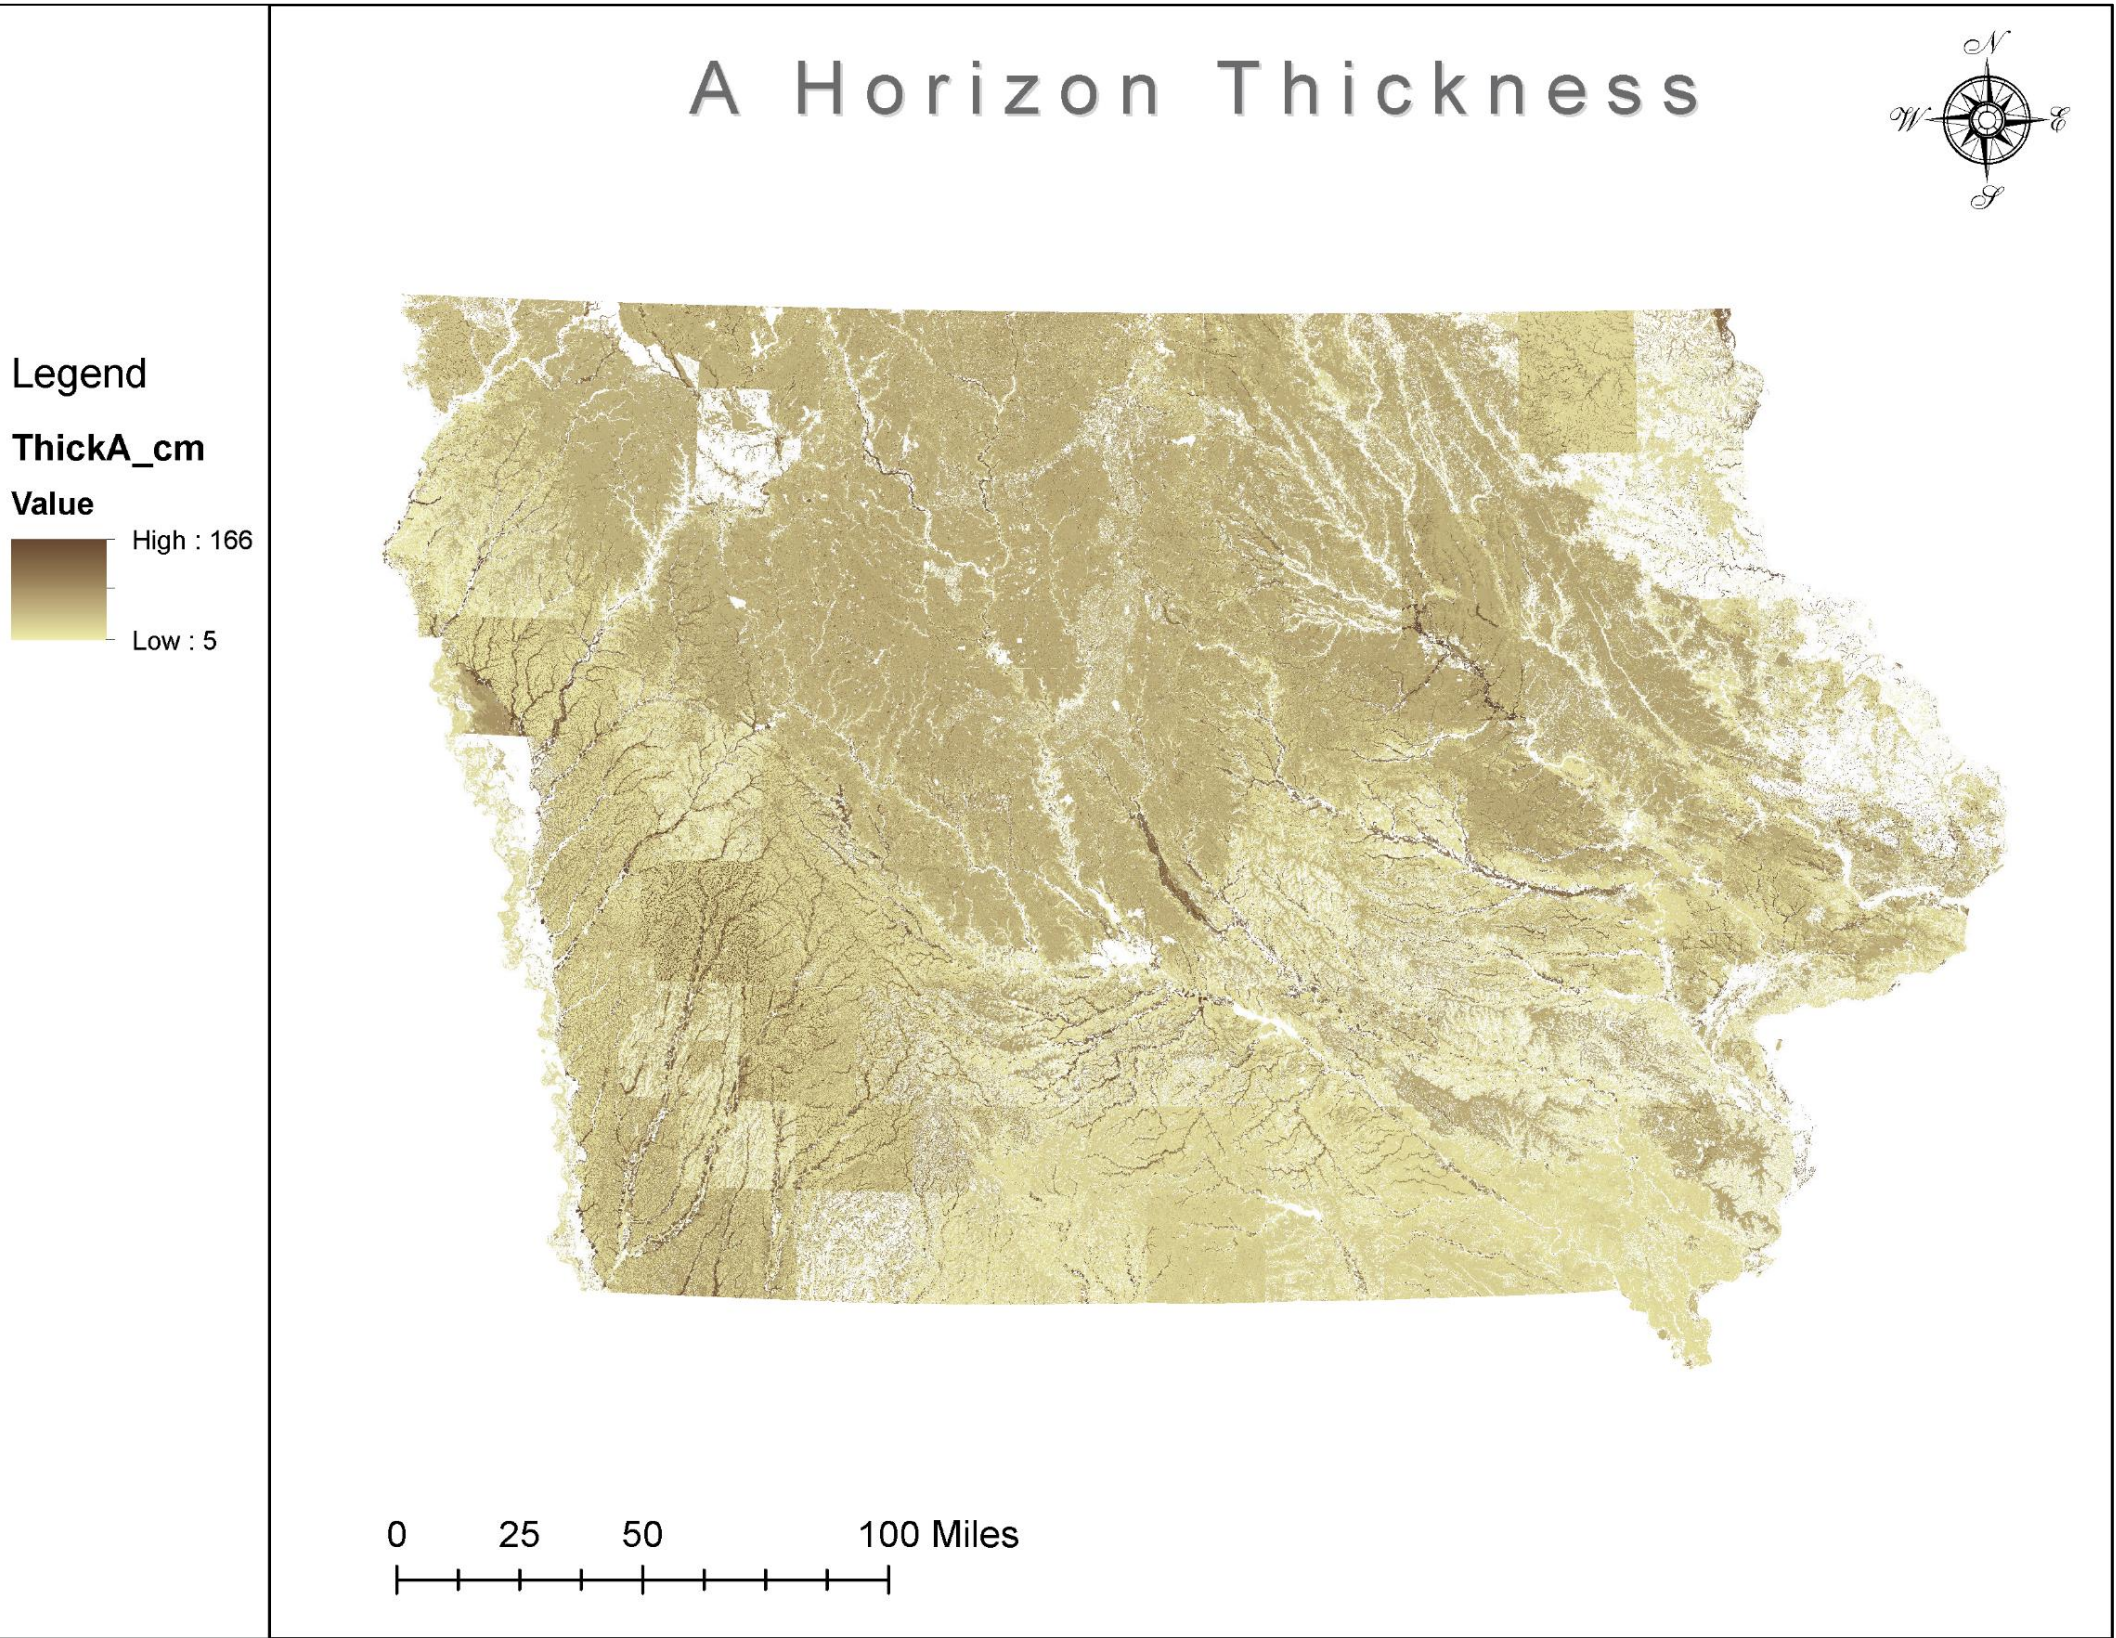 A Horizon Thickness
N
W E
S
Legend
ThickA_cm
Value
High : 166
Low : 5
0 25 50 100 Miles